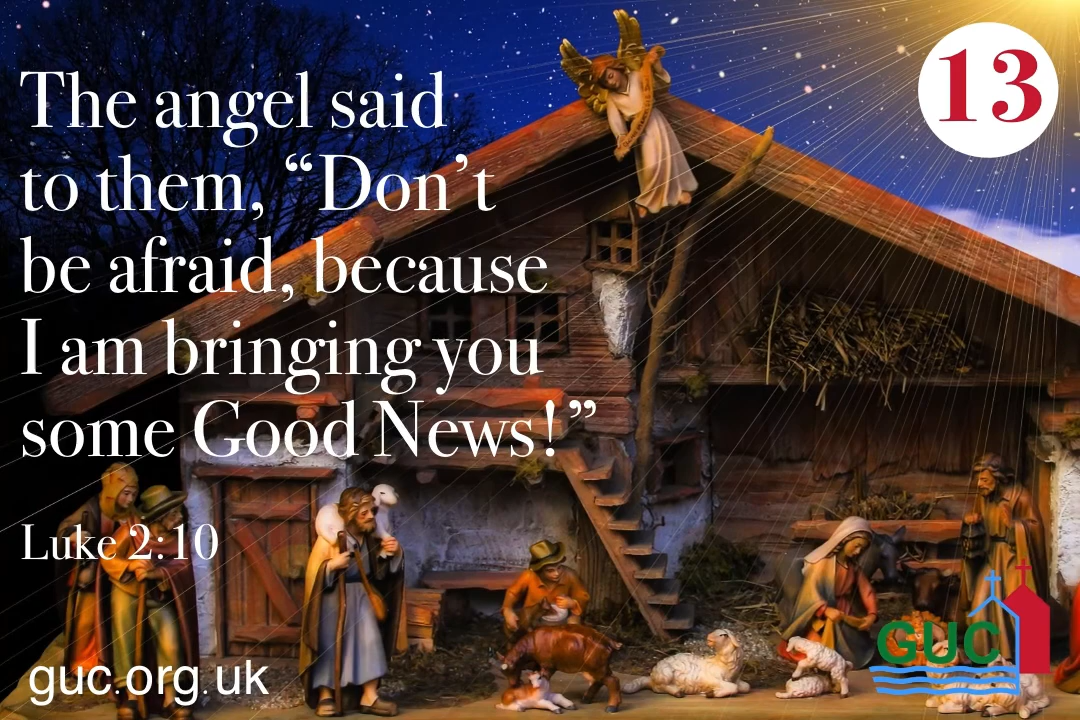 13
The angel said
to them, “Don’t
be afraid, because
I am bringing you
some Good News!”
Luke 2:10
GUC
guc.org.uk